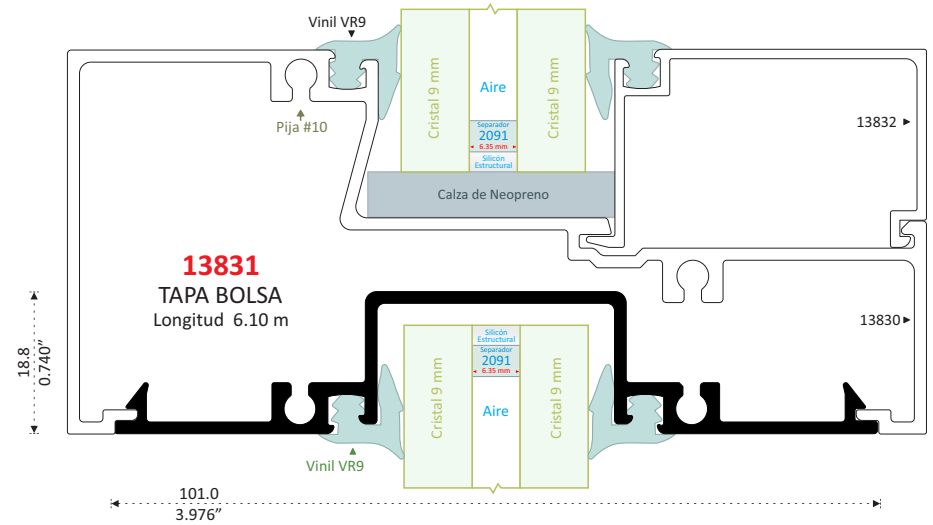 Vinil VR9
Cristal 9 mm
Aire
Cristal 9 mm
Separador
2091
6.35 mm
Silicón
Estructural
Pija #10
13832
Calza de Neopreno
13831
TAPA BOLSA
Longitud 6.10 m
13830
18.8
0.740”
Silicón
Estructural
Separador
2091
6.35 mm
Cristal 9 mm
Aire
Cristal 9 mm
Vinil VR9
101.0
3.976”